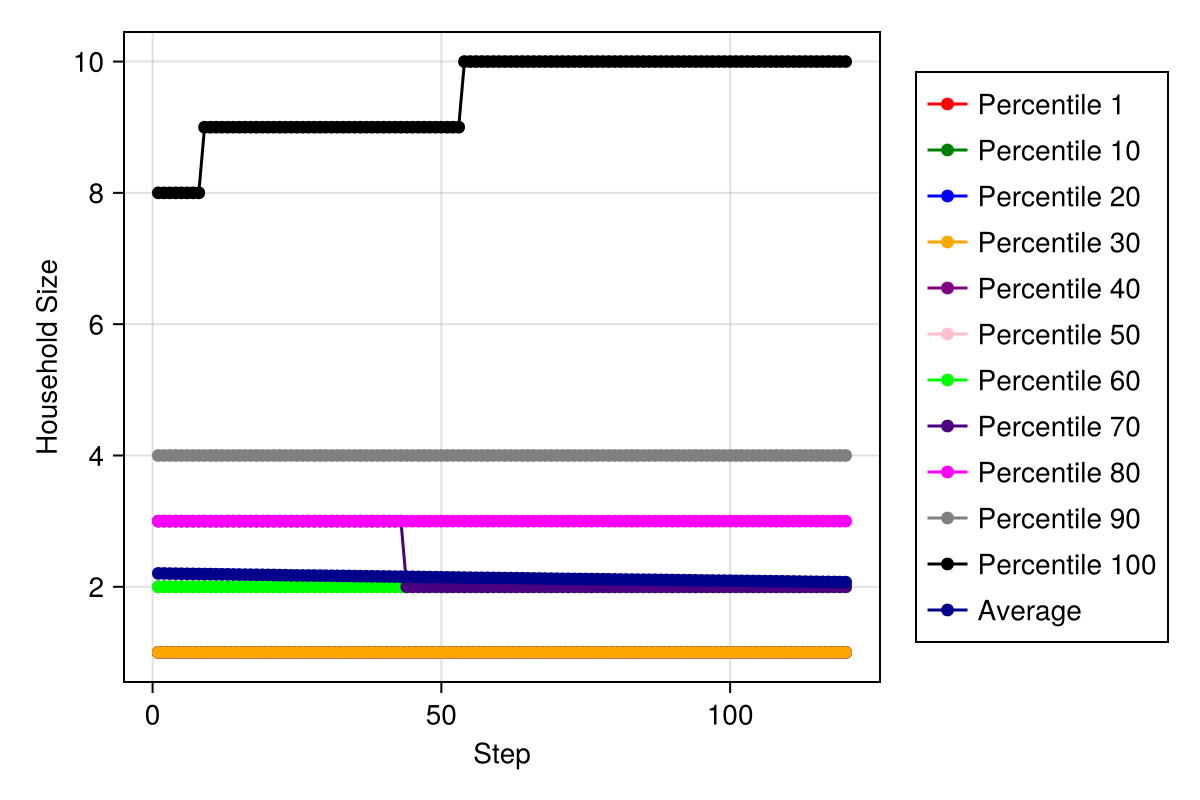 10
8
6
4
2
Household Size
0
50
100
Step
Percentile 1
Percentile 10
Percentile 20
Percentile 30
Percentile 40
Percentile 50
Percentile 60
Percentile 70
Percentile 80
Percentile 90
Percentile 100
Average